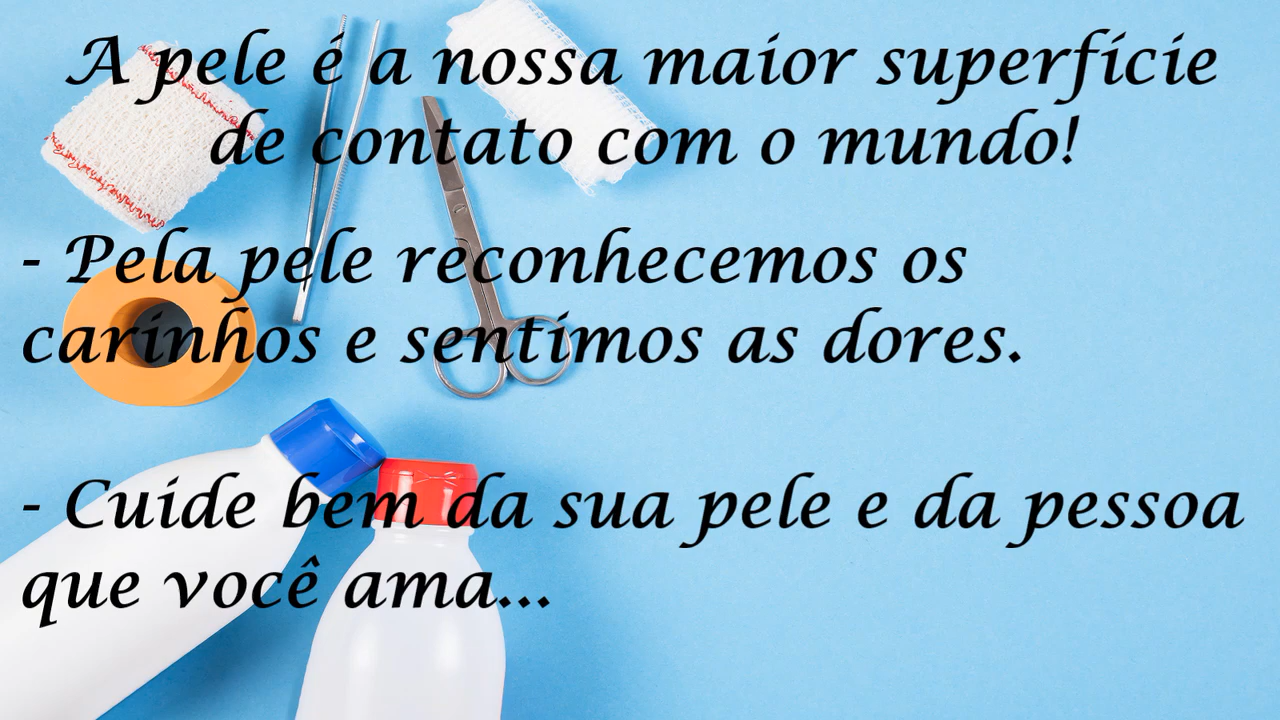 A pele é a nossa maior superfície
de contato com o mundo!
- Pela pele reconhecemos os
carinhos e sentimos as dores.
- Cuide bem da sua pele e da pessoa
que você ama...